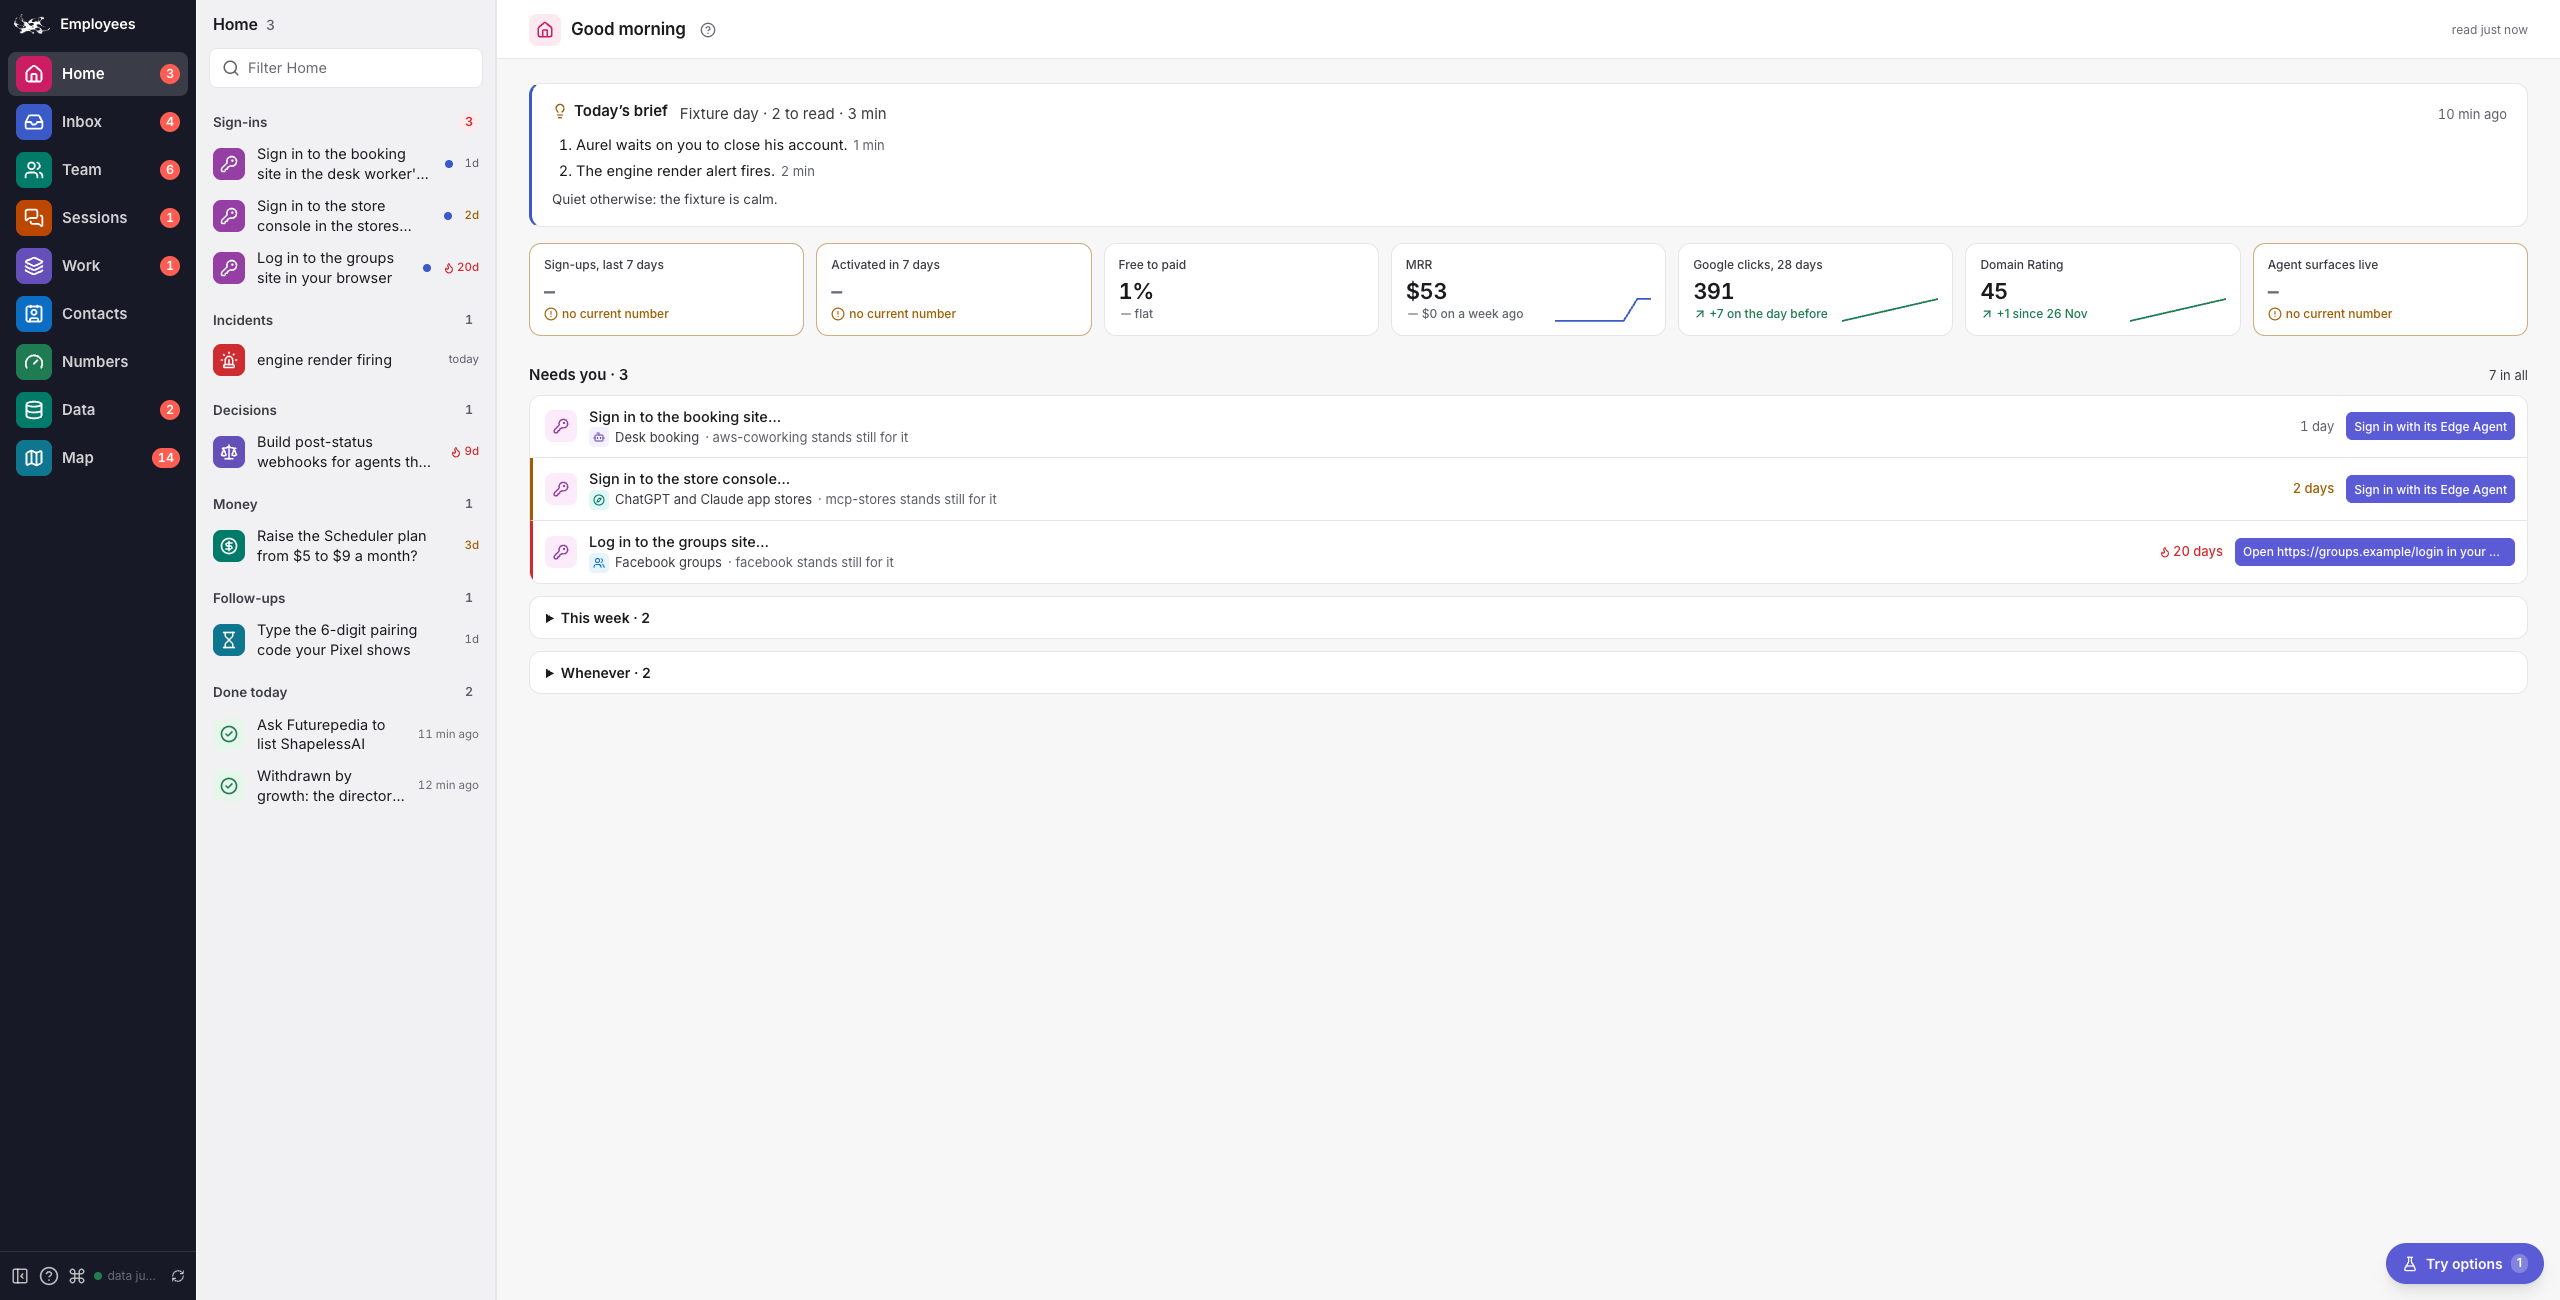 Employees
Home 3
Inbox 4
Team 6
Sessions 1
Work 1
Contacts
Numbers
Data 2
Map 14
data ju...
Home 3
Filter Home
Sign-ins 3
Sign in to the booking
site in the desk worker'... 1d
Sign in to the store
console in the stores... 2d
Log in to the groups
site in your browser 20d
Incidents 1
engine render firing today
Decisions 1
Build post-status
webhooks for agents th... 9d
Money 1
Raise the Scheduler plan
from $5 to $9 a month? 3d
Follow-ups 1
Type the 6-digit pairing
code your Pixel shows 1d
Done today 2
Ask Futurepedia to
list ShapelessAI 11 min ago
Withdrawn by
growth: the director... 12 min ago
Good morning
read just now
Today's brief Fixture day · 2 to read · 3 min 10 min ago
1. Aurel waits on you to close his account. 1 min
2. The engine render alert fires. 2 min
Quiet otherwise: the fixture is calm.
Sign-ups, last 7 days
–
no current number
Activated in 7 days
–
no current number
Free to paid
1%
— flat
MRR
$53
— $0 on a week ago
Google clicks, 28 days
391
+7 on the day before
Domain Rating
45
+1 since 26 Nov
Agent surfaces live
–
no current number
Needs you · 3 7 in all
Sign in to the booking site...
Desk booking · aws-coworking stands still for it
1 day Sign in with its Edge Agent
Sign in to the store console...
ChatGPT and Claude app stores · mcp-stores stands still for it
2 days Sign in with its Edge Agent
Log in to the groups site...
Facebook groups · facebook stands still for it
20 days Open https://groups.example/login in your ...
This week · 2
Whenever · 2
Try options 1